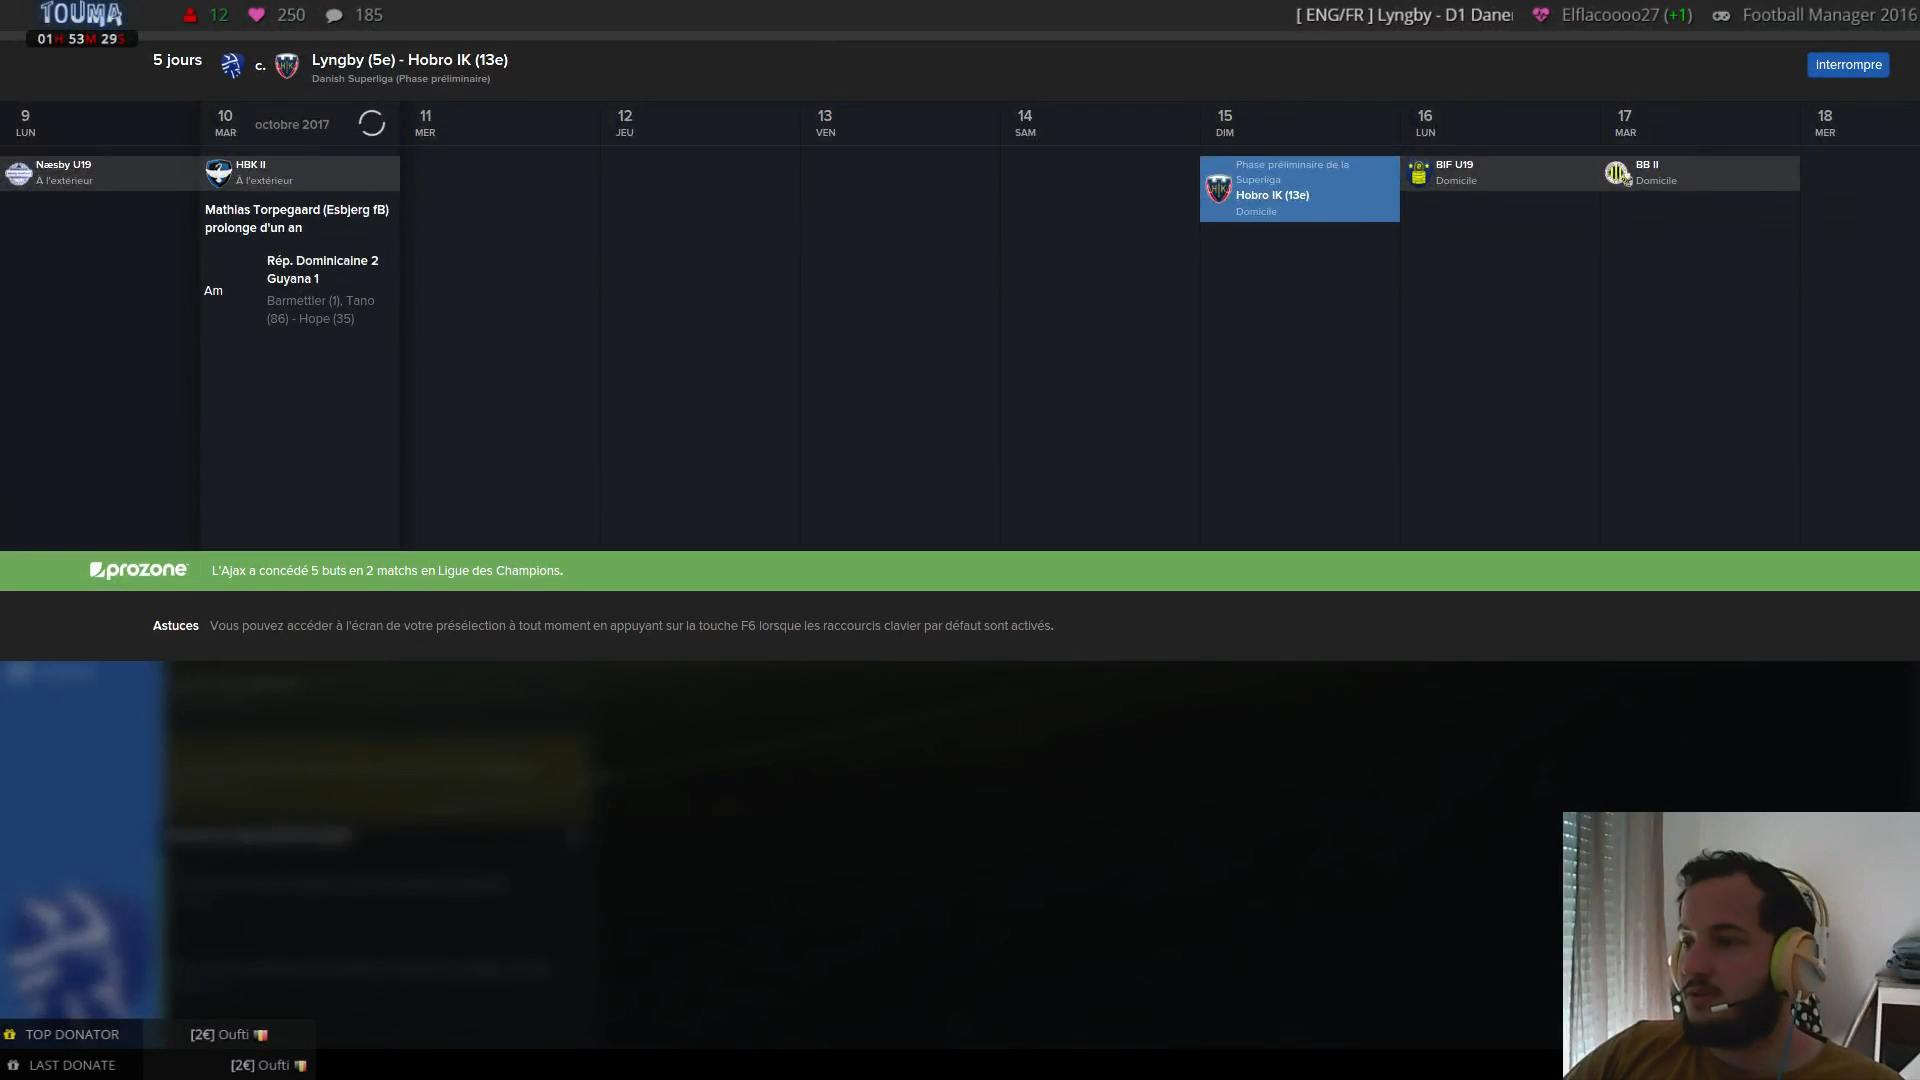 TOUMA
12 250 185
[ ENG/FR ] Lyngby - D1 Dane
Elflacoooo27 (+1)
Football Manager 2016
01H 53M 29S
5 jours
c.
Lyngby (5e) - Hobro IK (13e)
Danish Superliga (Phase préliminaire)
interrompre
9
LUN
10
MAR
octobre 2017
11
MER
12
JEU
13
VEN
14
SAM
15
DIM
16
LUN
17
MAR
18
MER
Næsby U19
À l'extérieur
HBK II
À l'extérieur
Mathias Torpegaard (Esbjerg fB)
prolonge d'un an
Am
Rép. Dominicaine 2
Guyana 1
Barmettler (1), Tano
(86) - Hope (35)
Phase préliminaire de la
Superliga
Hobro IK (13e)
Domicile
BIF U19
Domicile
BB II
Domicile
prozone
L'Ajax a concédé 5 buts en 2 matchs en Ligue des Champions.
Astuces
Vous pouvez accéder à l'écran de votre présélection à tout moment en appuyant sur la touche F6 lorsque les raccourcis clavier par défaut sont activés.
TOP DONATOR
[2€] Oufti
LAST DONATE
[2€] Oufti